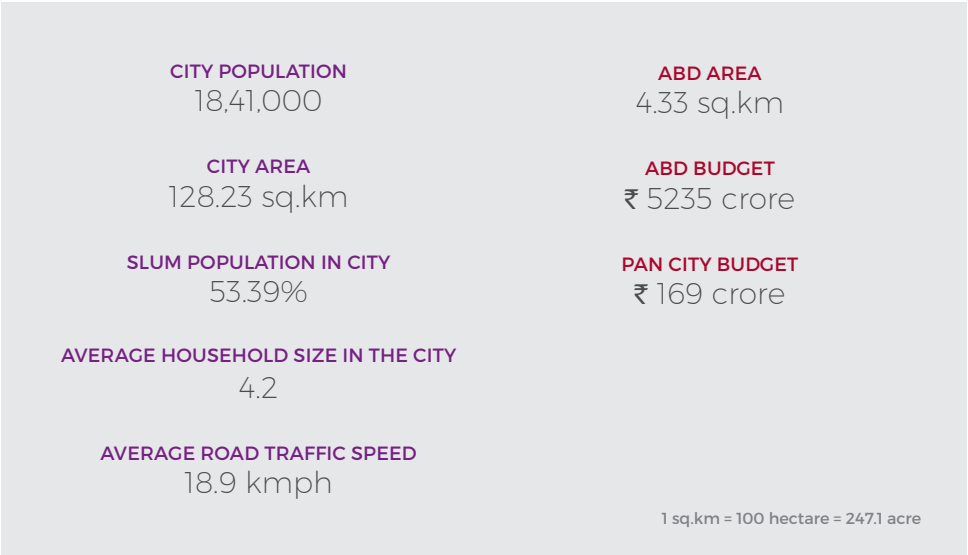 CITY POPULATION
18,41,000
CITY AREA
128.23 sq.km
SLUM POPULATION IN CITY
53.39%
AVERAGE HOUSEHOLD SIZE IN THE CITY
4.2
AVERAGE ROAD TRAFFIC SPEED
18.9 kmph
ABD AREA
4.33 sq.km
ABD BUDGET
₹ 5235 crore
PAN CITY BUDGET
₹ 169 crore
1 sq.km = 100 hectare = 247.1 acre